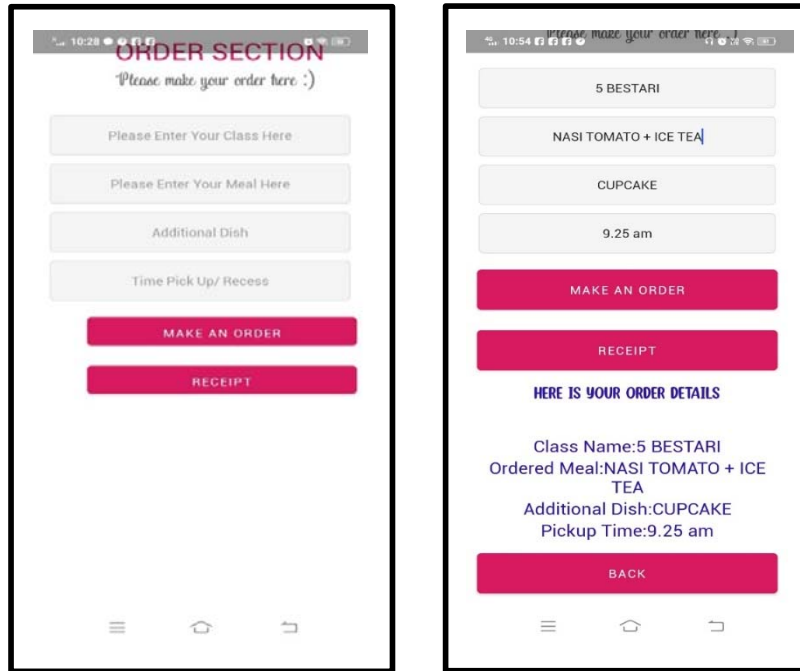 10:28
ORDER SECTION
Please make your order here :)
Please Enter Your Class Here
Please Enter Your Meal Here
Additional Dish
Time Pick Up/ Recess
MAKE AN ORDER
RECEIPT
10:54
Please make your order here :)
5 BESTARI
NASI TOMATO + ICE TEA
CUPCAKE
9.25 am
MAKE AN ORDER
RECEIPT
HERE IS YOUR ORDER DETAILS
Class Name:5 BESTARI
Ordered Meal:NASI TOMATO + ICE
TEA
Additional Dish:CUPCAKE
Pickup Time:9.25 am
BACK